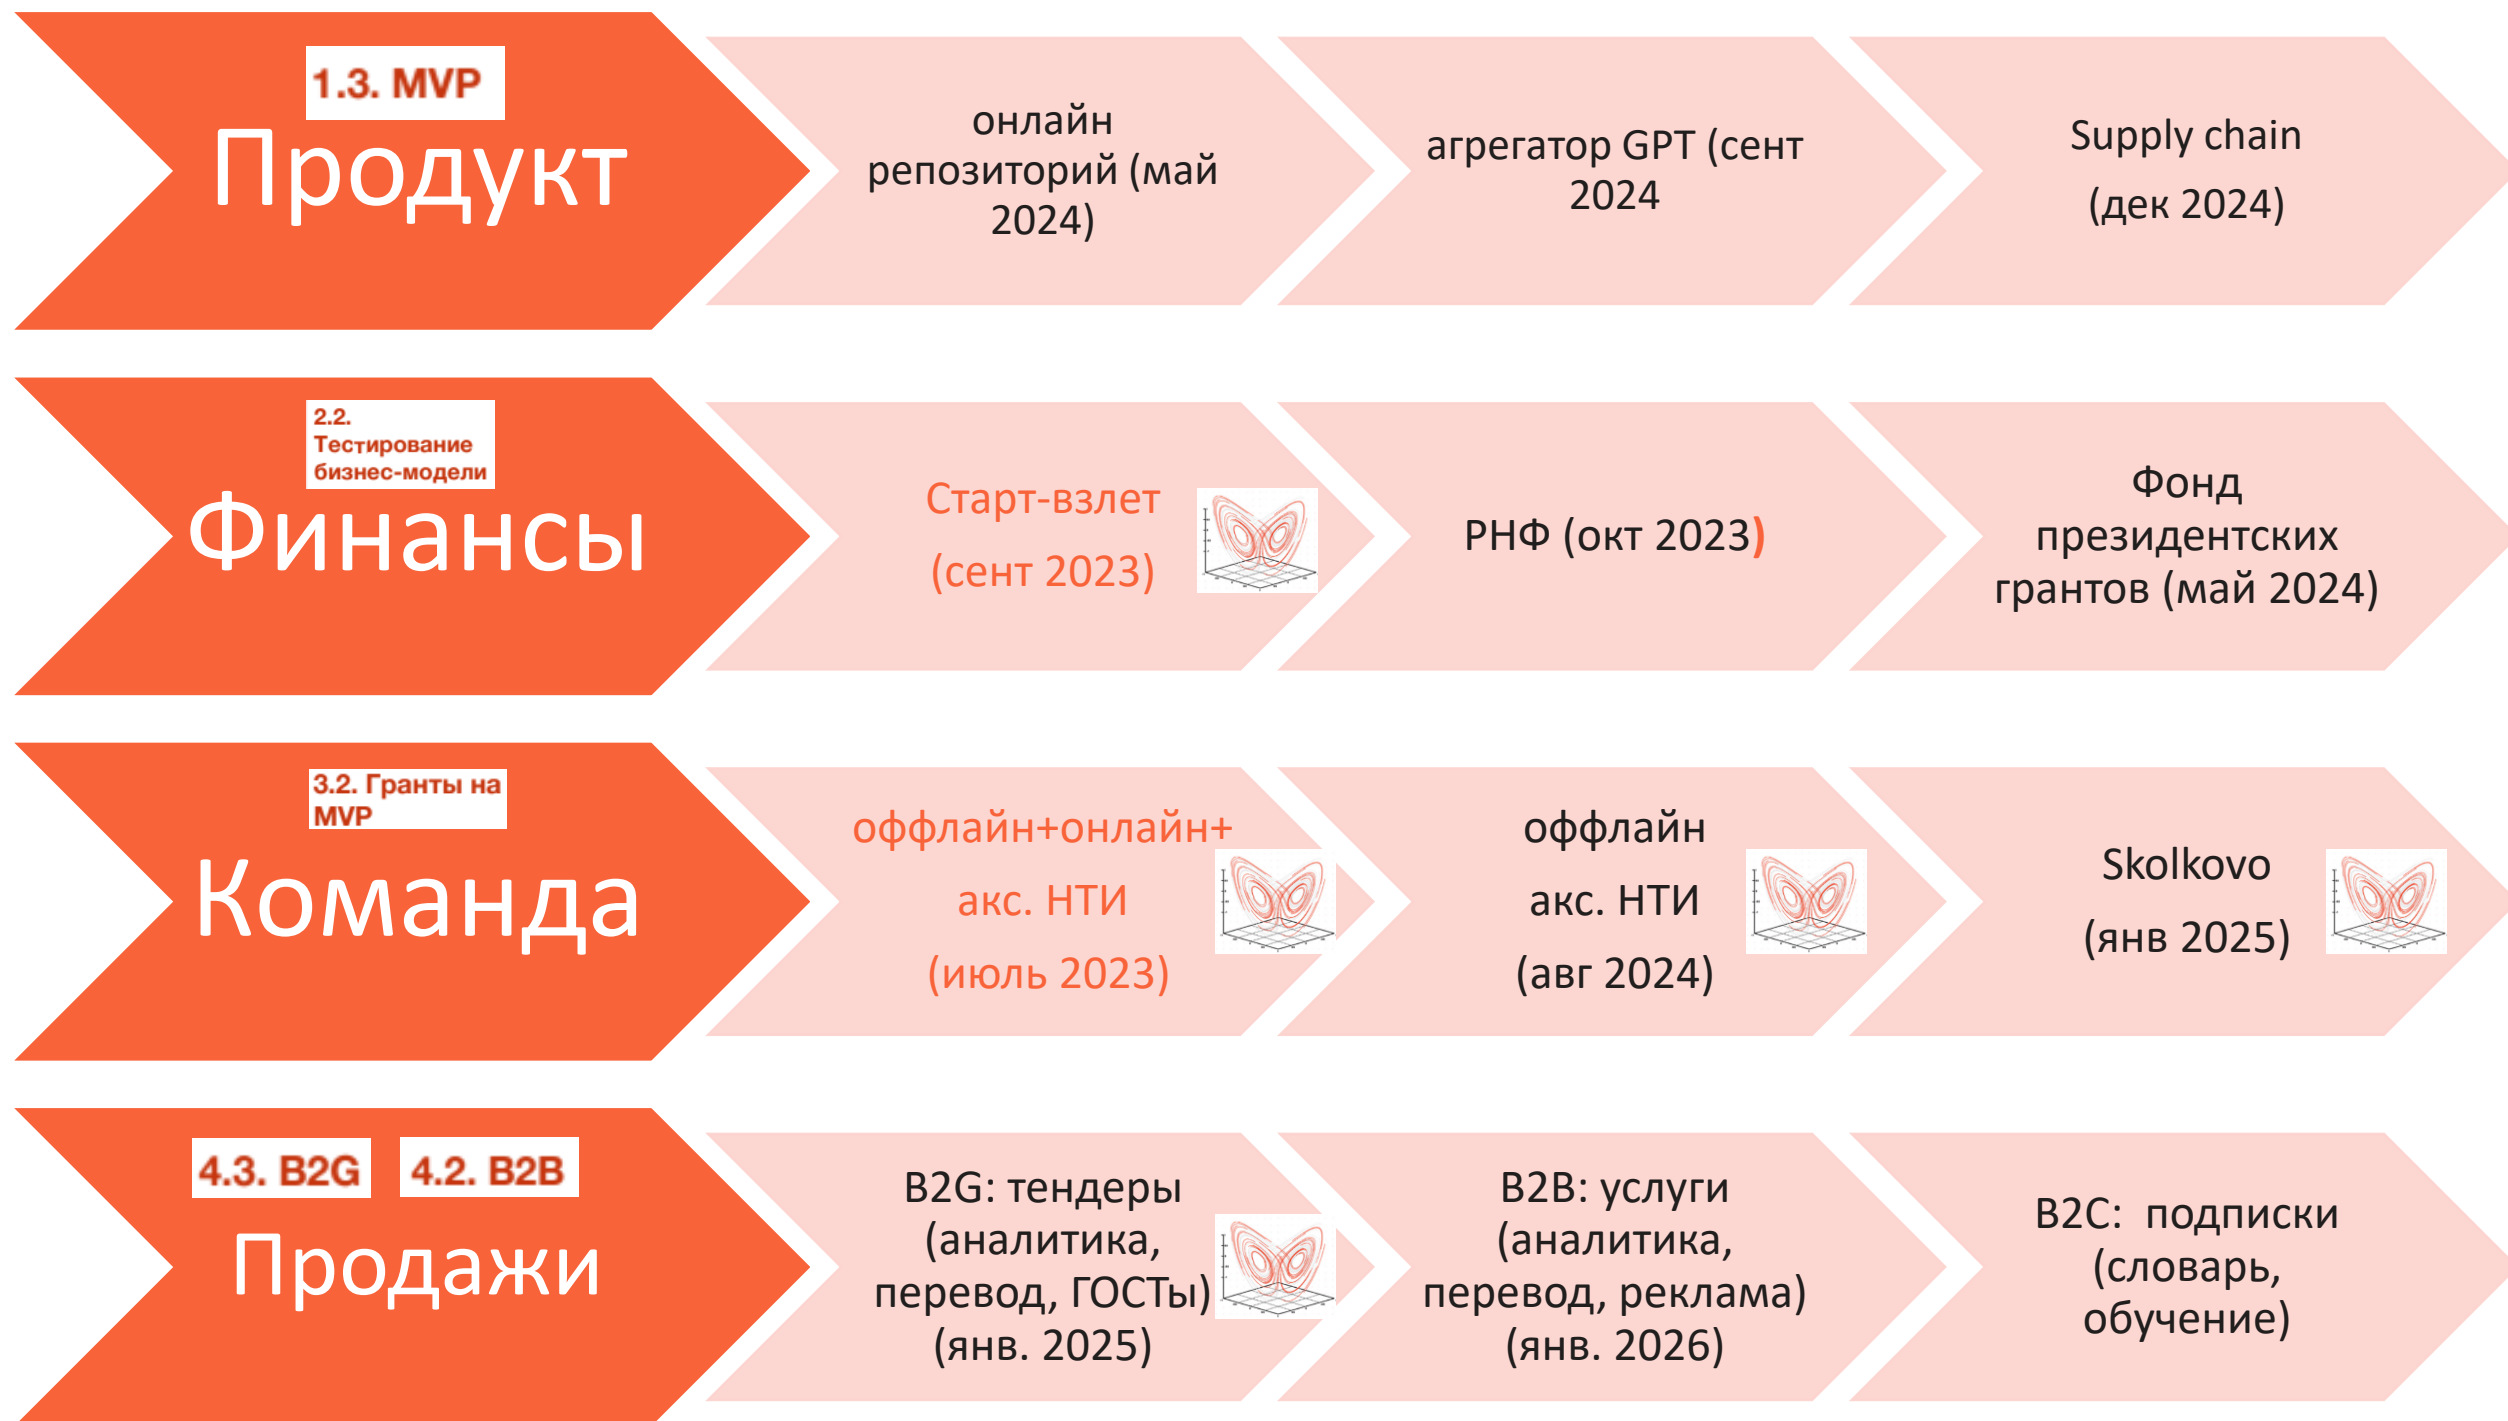 1.3. MVP
Продукт
онлайн
репозиторий (май
2024)
агрегатор GPT (сент
2024
Supply chain
(дек 2024)
2.2.
Тестирование
бизнес-модели
Финансы
Старт-взлет
(сент 2023)
РНФ (окт 2023)
Фонд
президентских
грантов (май 2024)
3.2. Гранты на
MVP
Команда
оффлайн+онлайн+
акс. НТИ
(июль 2023)
оффлайн
акс. НТИ
(авг 2024)
Skolkovo
(янв 2025)
4.3. B2G
4.2. B2B
Продажи
B2G: тендеры
(аналитика,
перевод, ГОСТы)
(янв. 2025)
B2B: услуги
(аналитика,
перевод, реклама)
(янв. 2026)
B2C:  подписки
(словарь,
обучение)